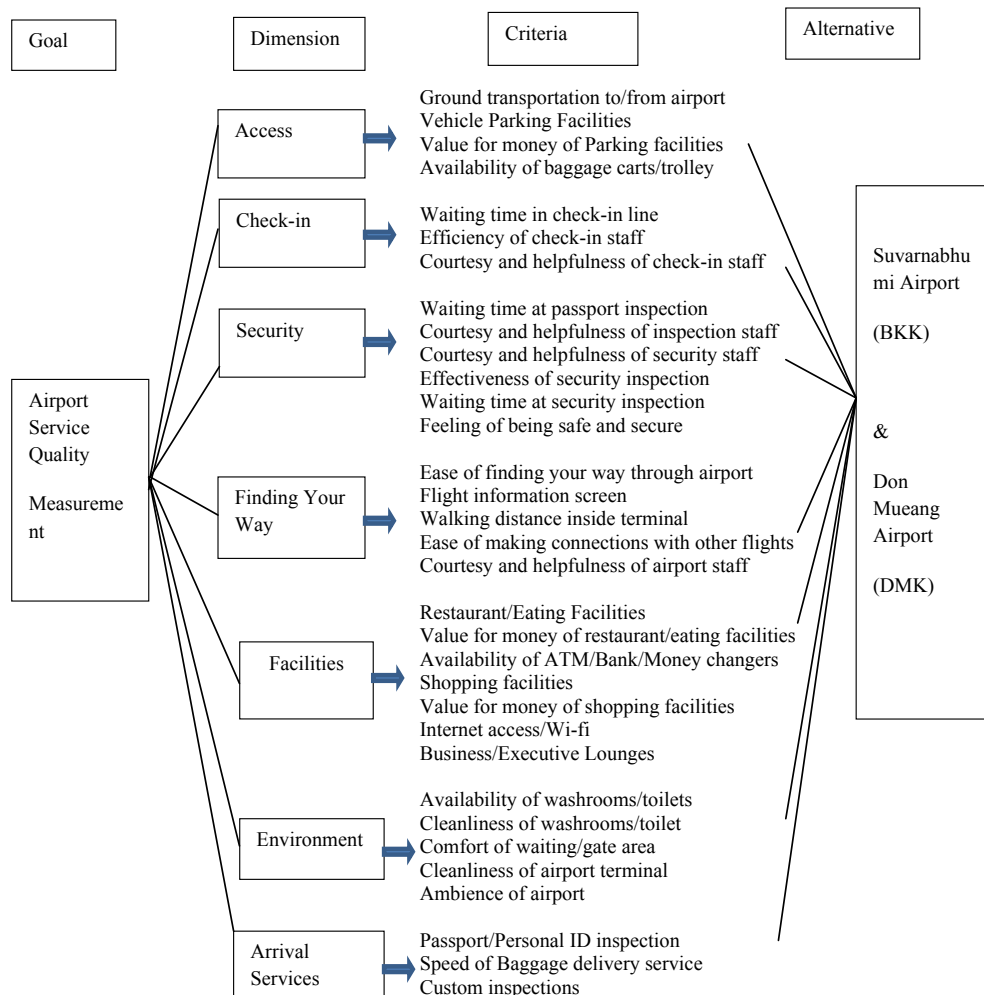 Goal
Dimension
Criteria
Alternative
Access
Ground transportation to/from airport
Vehicle Parking Facilities
Value for money of Parking facilities
Availability of baggage carts/trolley
Check-in
Waiting time in check-in line
Efficiency of check-in staff
Courtesy and helpfulness of check-in staff
Security
Waiting time at passport inspection
Courtesy and helpfulness of inspection staff
Courtesy and helpfulness of security staff
Effectiveness of security inspection
Waiting time at security inspection
Feeling of being safe and secure
Airport
Service
Quality
Measureme
nt
Finding Your
Way
Ease of finding your way through airport
Flight information screen
Walking distance inside terminal
Ease of making connections with other flights
Courtesy and helpfulness of airport staff
Facilities
Restaurant/Eating Facilities
Value for money of restaurant/eating facilities
Availability of ATM/Bank/Money changers
Shopping facilities
Value for money of shopping facilities
Internet access/Wi-fi
Business/Executive Lounges
Environment
Availability of washrooms/toilets
Cleanliness of washrooms/toilet
Comfort of waiting/gate area
Cleanliness of airport terminal
Ambience of airport
Arrival
Services
Passport/Personal ID inspection
Speed of Baggage delivery service
Custom inspections
Suvarnabhu
mi Airport
(BKK)
&
Don
Mueang
Airport
(DMK)